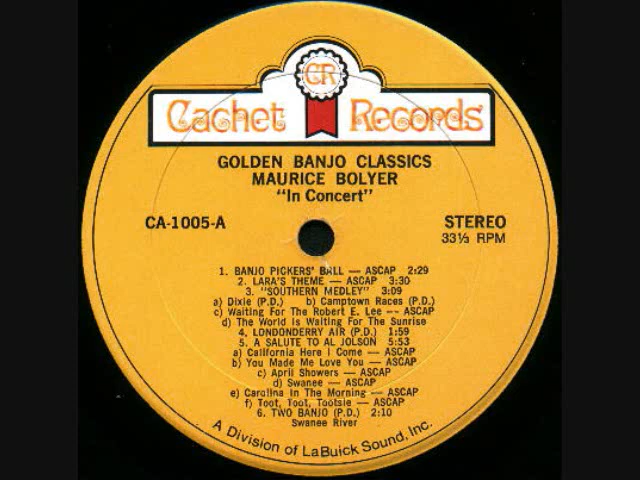 CR
Cachet Records
GOLDEN BANJO CLASSICS
MAURICE BOLYER
"In Concert"
CA-1005-A
STEREO
33⅓ RPM
1. BANJO PICKERS' BALL — ASCAP 2:29
2. LARA'S THEME — ASCAP 3:30
3. "SOUTHERN MEDLEY" 3:09
a) Dixie (P.D.) b) Camptown Races (P.D.)
c) Waiting For The Robert E. Lee -- ASCAP
d) The World Is Waiting For The Sunrise
4. LONDONDERRY AIR (P.D.) 1:59
5. A SALUTE TO AL JOLSON 5:53
a) California Here I Come — ASCAP
b) You Made Me Love You — ASCAP
c) April Showers — ASCAP
d) Swanee — ASCAP
e) Carolina In The Morning — ASCAP
f) Toot, Toot, Tootsie — ASCAP
6. TWO BANJO (P.D.) 2:10
Swanee River
A Division of LaBuick Sound, Inc.